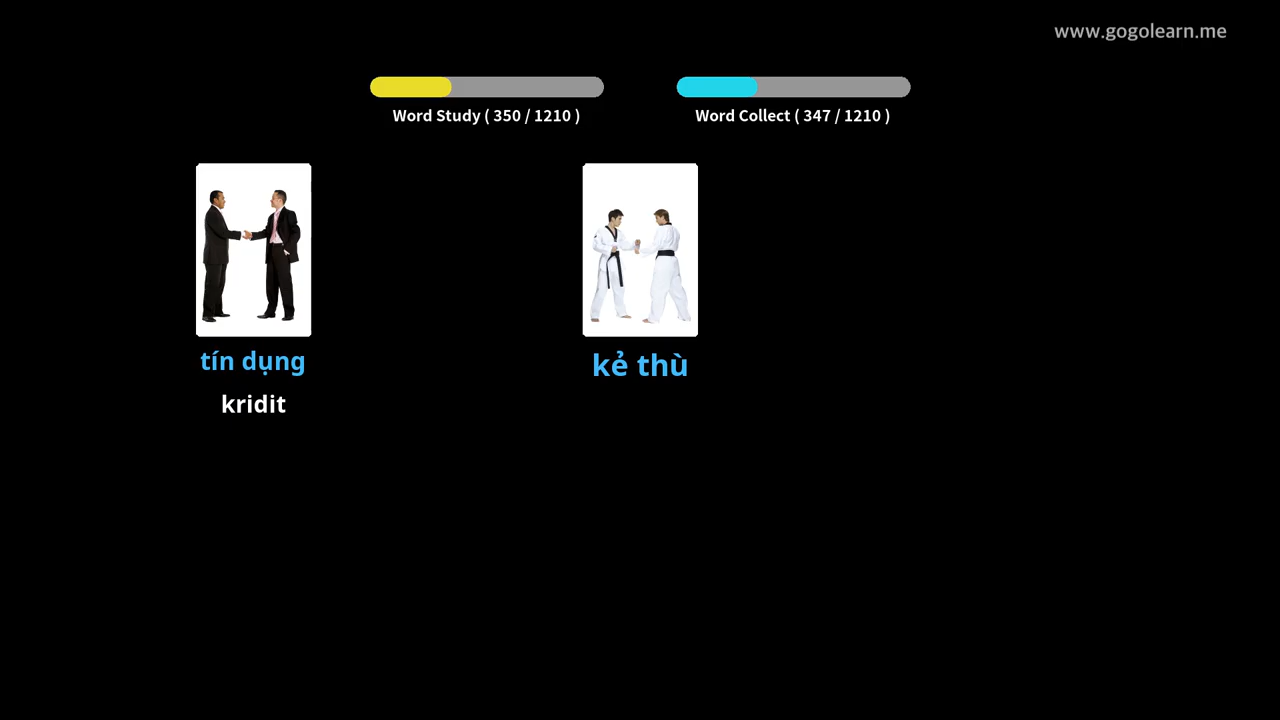 www.gogolearn.me
Word Study ( 350 / 1210 )
Word Collect ( 347 / 1210 )
tín dụng
kridit
kẻ thù